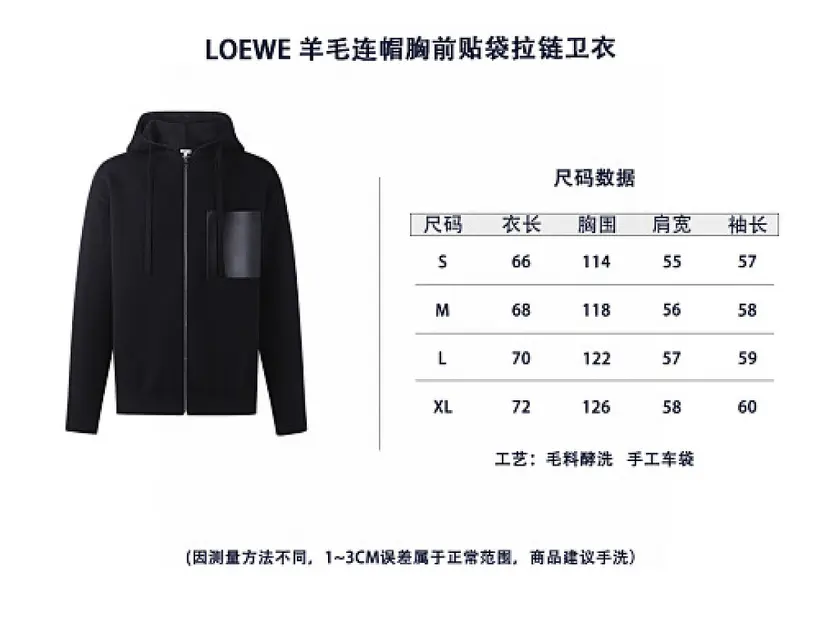 LOEWE 羊毛连帽胸前贴袋拉链卫衣
尺码数据
尺码 衣长 胸围 肩宽 袖长
S 66 114 55 57
M 68 118 56 58
L 70 122 57 59
XL 72 126 58 60
工艺：毛料酵洗 手工车袋
(因测量方法不同，1~3CM误差属于正常范围，商品建议手洗)